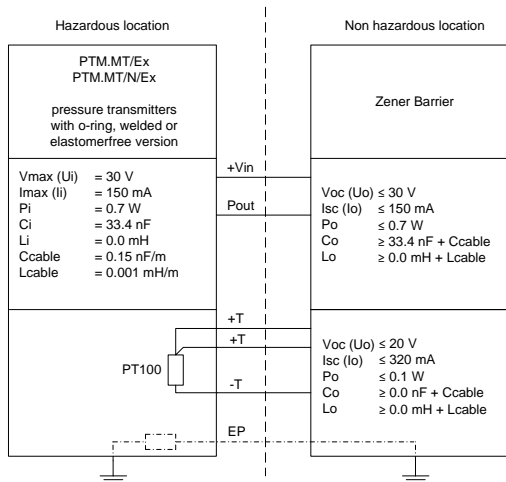 Hazardous location
Non hazardous location
PTM.MT/Ex
PTM.MT/N/Ex
pressure transmitters
with o-ring, welded or
elastomerfree version
Zener Barrier
+Vin
Pout
Vmax (Ui) = 30 V
Imax (Ii) = 150 mA
Pi = 0.7 W
Ci = 33.4 nF
Li = 0.0 mH
Ccable = 0.15 nF/m
Lcable = 0.001 mH/m
Voc (Uo) ≤ 30 V
Isc (Io) ≤ 150 mA
Po ≤ 0.7 W
Co ≥ 33.4 nF + Ccable
Lo ≥ 0.0 mH + Lcable
+T
+T
PT100
-T
EP
Voc (Uo) ≤ 20 V
Isc (Io) ≤ 320 mA
Po ≤ 0.1 W
Co ≥ 0.0 nF + Ccable
Lo ≥ 0.0 mH + Lcable